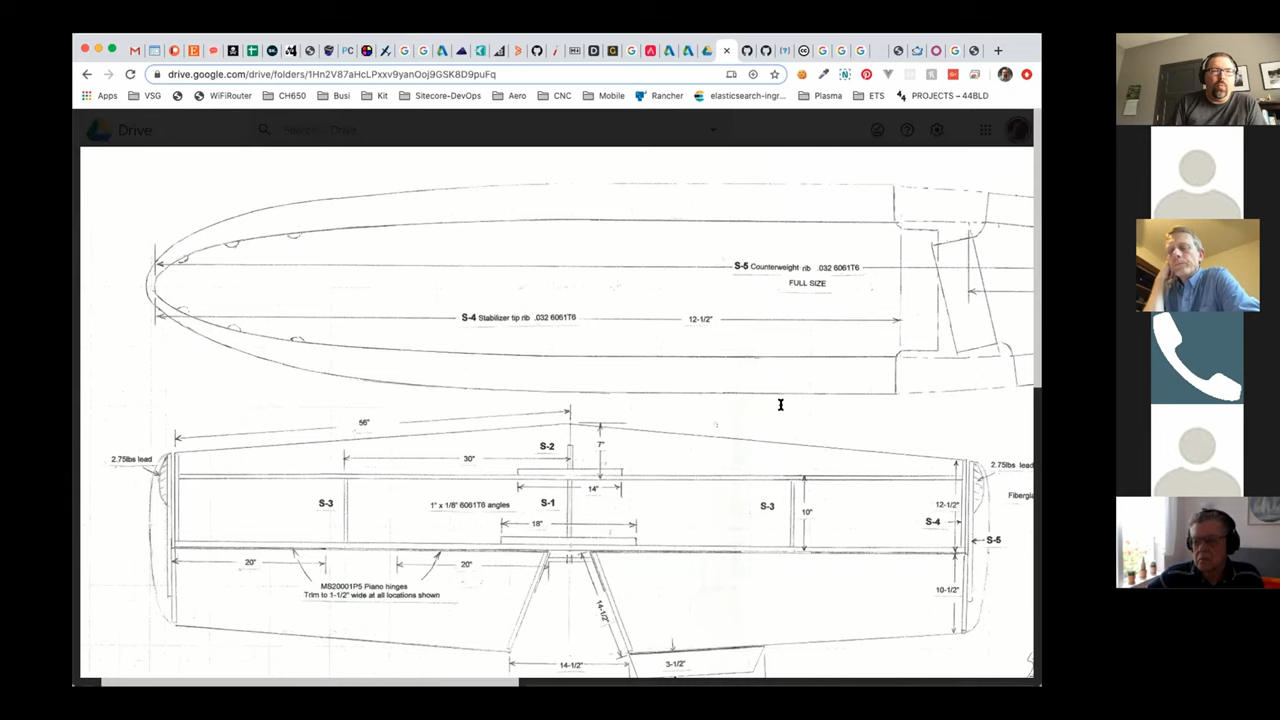 PC
drive.google.com/drive/folders/1Hn2V87aHcLPxxv9yanOoj9GSK8D9puFq
Apps VSG WiFiRouter CH650 Busi Kit Sitecore-DevOps Aero CNC Mobile Rancher elasticsearch-ingr... Plasma ETS PROJECTS – 44BLD
Drive Search Drive
S-5 Counterweight rib .032 6061T6
FULL SIZE
S-4 Stabilizer tip rib .032 6061T6
12-1/2"
56"
S-2
7"
2.75lbs lead
30"
2.75lbs lead
14"
Fiberglas
S-3
1" x 1/8" 6061T6 angles
S-1
S-3
10"
12-1/2"
18"
S-4
S-5
20"
20"
MS20001P5 Piano hinges
Trim to 1-1/2" wide at all locations shown
10-1/2"
14-1/2"
14-1/2"
3-1/2"